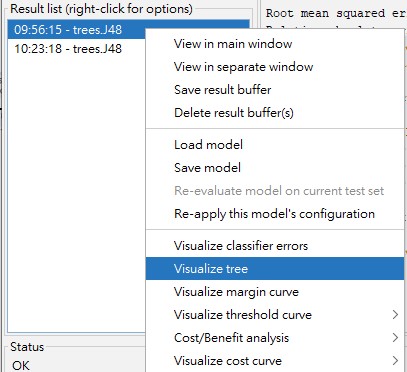 Result list (right-click for options)
09:56:15 - trees.J48
10:23:18 - trees.J48
Root mean squared er
View in main window
View in separate window
Save result buffer
Delete result buffer(s)
Load model
Save model
Re-evaluate model on current test set
Re-apply this model's configuration
Visualize classifier errors
Visualize tree
Visualize margin curve
Visualize threshold curve
Cost/Benefit analysis
Visualize cost curve
Status
OK